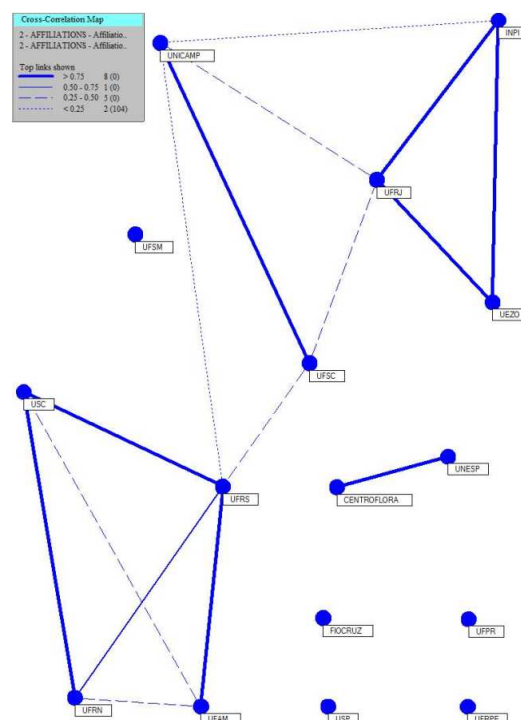 Cross-Correlation Map
2 - AFFILIATIONS - Affiliatio..
2 - AFFILIATIONS - Affiliatio..
Top links shown
> 0.75 8 (0)
0.50 - 0.75 1 (0)
0.25 - 0.50 5 (0)
< 0.25 2 (104)
INPI
UNICAMP
UFRJ
UFSM
UEZO
UFSC
USC
UNESP
UFRS
CENTROFLORA
FIOCRUZ
UFPR
UFRN
UFAM
USP
UFRPE